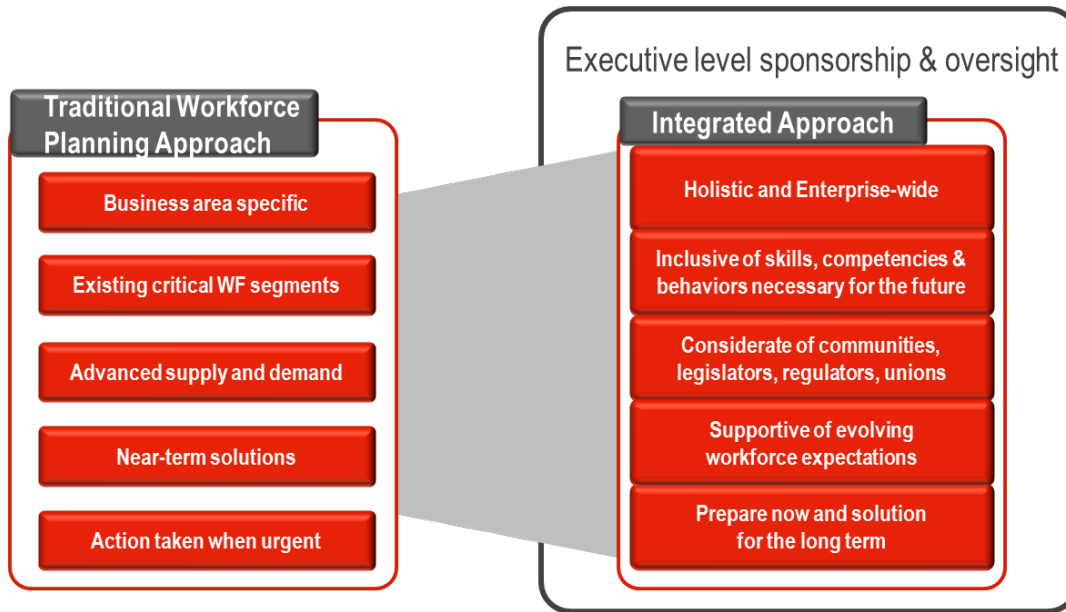 Executive level sponsorship & oversight
Traditional Workforce
Planning Approach
Business area specific
Existing critical WF segments
Advanced supply and demand
Near-term solutions
Action taken when urgent
Integrated Approach
Holistic and Enterprise-wide
Inclusive of skills, competencies &
behaviors necessary for the future
Considerate of communities,
legislators, regulators, unions
Supportive of evolving
workforce expectations
Prepare now and solution
for the long term